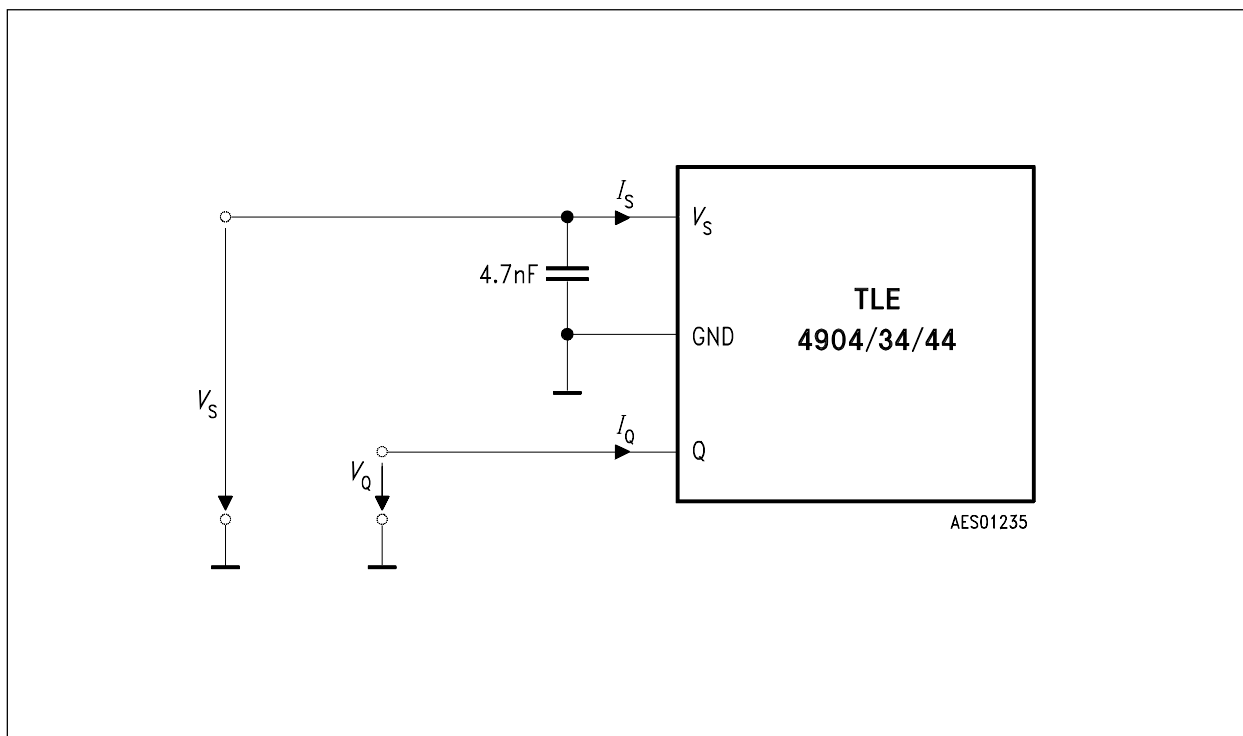 I_S
V_S
4.7nF
TLE
4904/34/44
GND
V_S
I_Q
V_Q
Q
AES01235